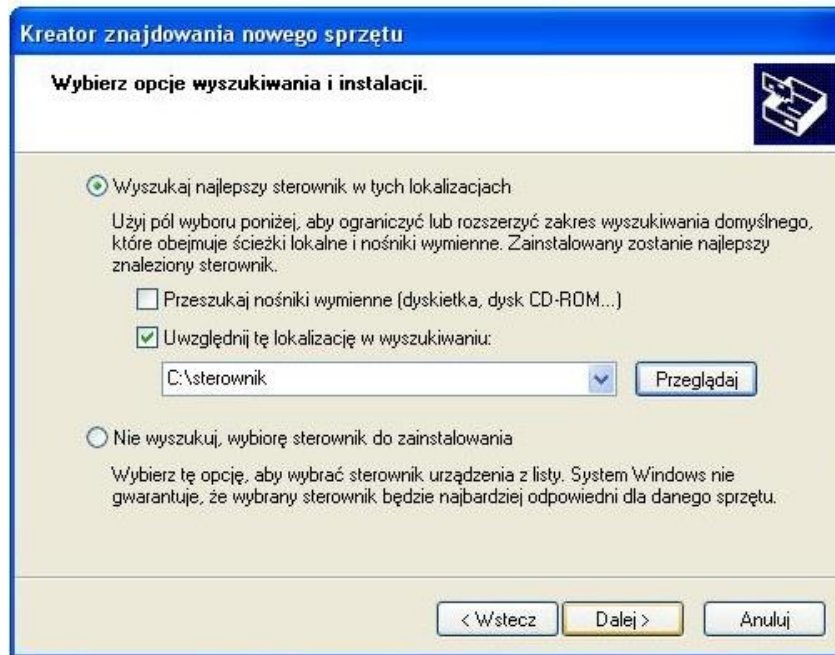 Kreator znajdowania nowego sprzętu
Wybierz opcje wyszukiwania i instalacji.
Wyszukaj najlepszy sterownik w tych lokalizacjach
Użyj pól wyboru poniżej, aby ograniczyć lub rozszerzyć zakres wyszukiwania domyślnego,
które obejmuje ścieżki lokalne i nośniki wymienne. Zainstalowany zostanie najlepszy
znaleziony sterownik.
Przeszukaj nośniki wymienne (dyskietka, dysk CD-ROM...)
Uwzględnij tę lokalizację w wyszukiwaniu:
C:\sterownik
Przeglądaj
Nie wyszukuj, wybiorę sterownik do zainstalowania
Wybierz tę opcję, aby wybrać sterownik urządzenia z listy. System Windows nie
gwarantuje, że wybrany sterownik będzie najbardziej odpowiedni dla danego sprzętu.
< Wstecz
Dalej >
Anuluj